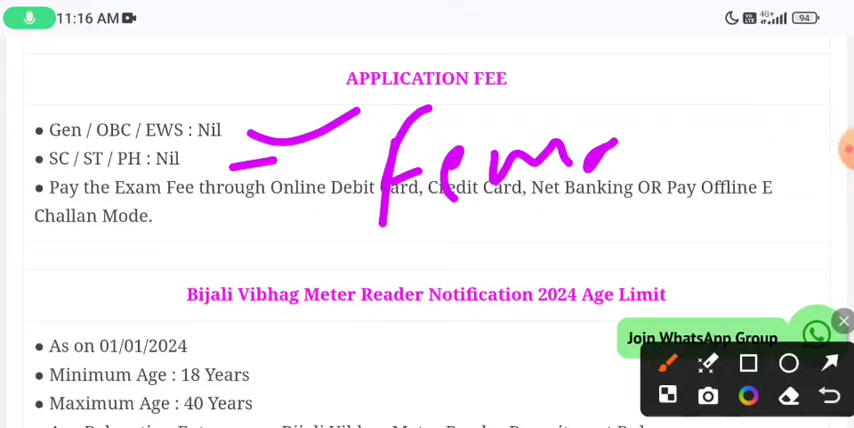 11:16 AM
4G+
94
APPLICATION FEE
● Gen / OBC / EWS : Nil
● SC / ST / PH : Nil
Fema
● Pay the Exam Fee through Online Debit Card, Credit Card, Net Banking OR Pay Offline E
Challan Mode.
Bijali Vibhag Meter Reader Notification 2024 Age Limit
● As on 01/01/2024
Join WhatsApp Group
● Minimum Age : 18 Years
● Maximum Age : 40 Years